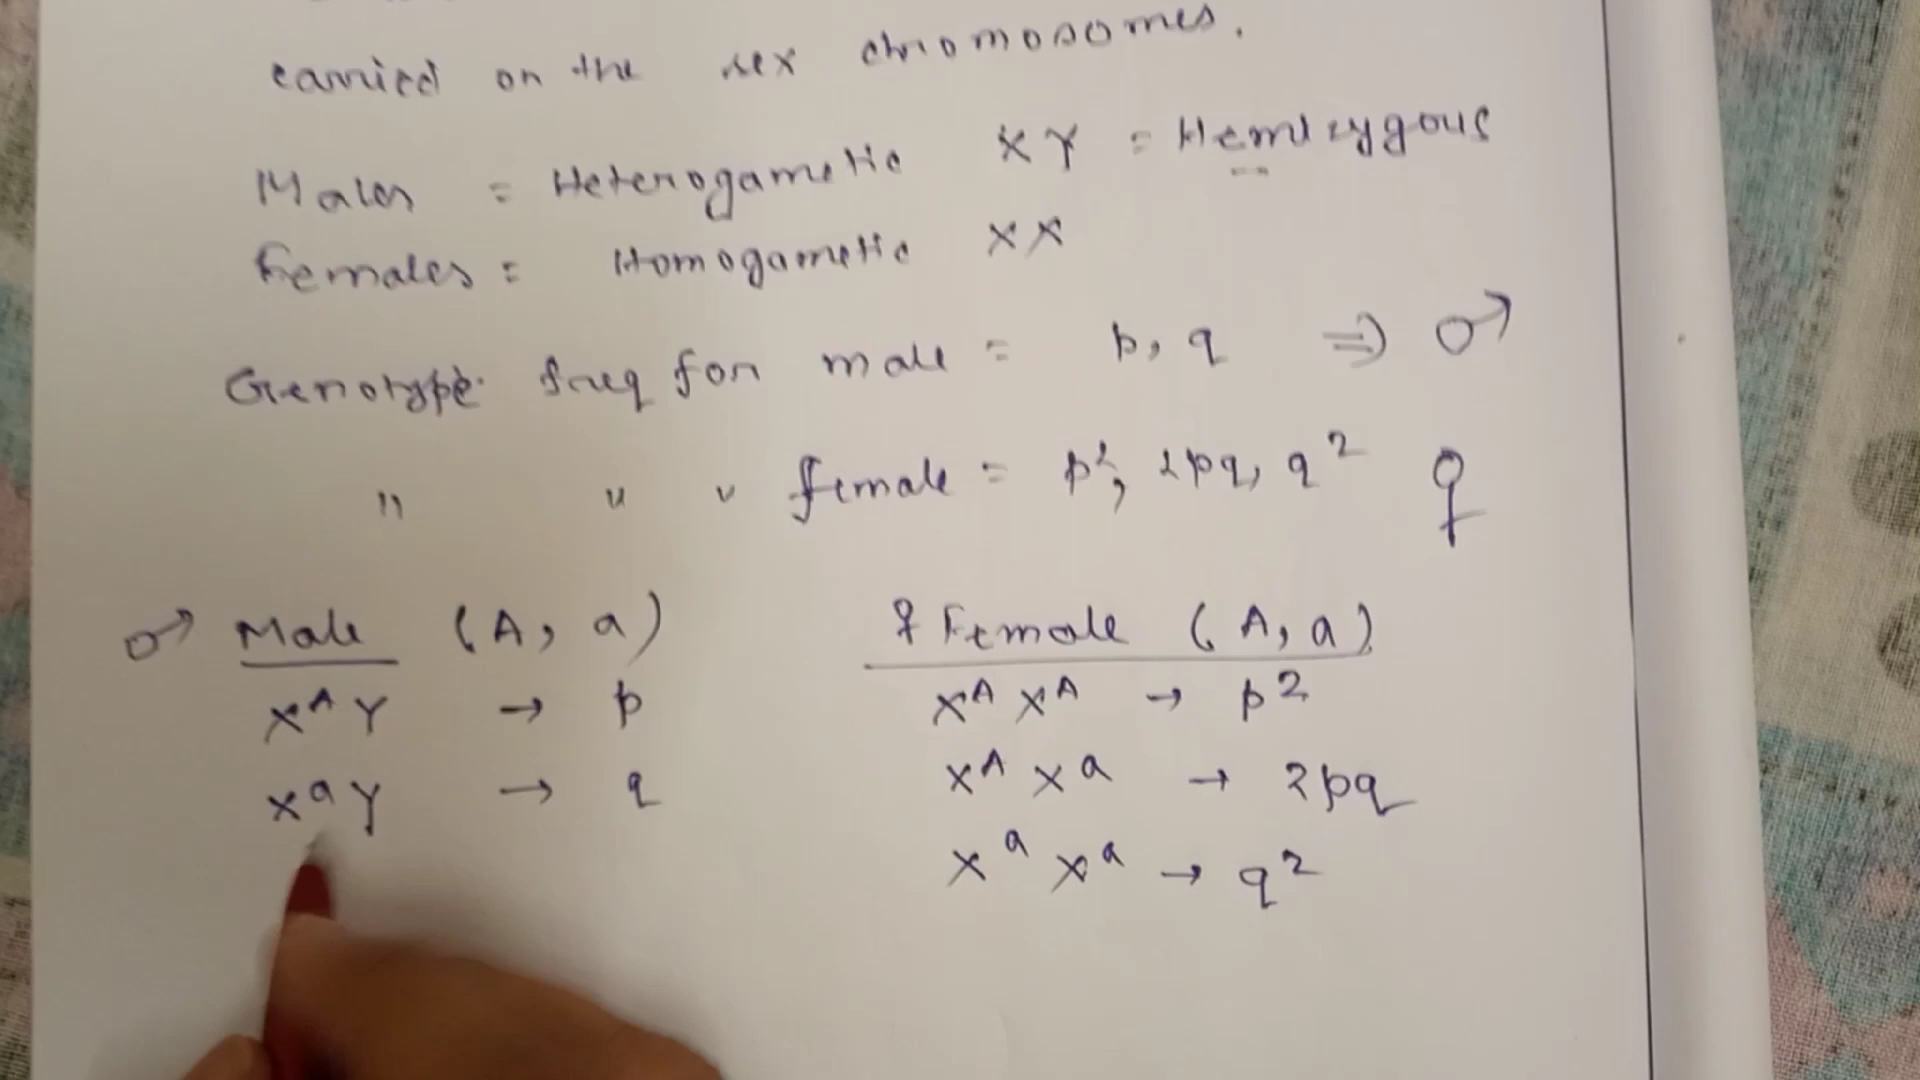 carried on the sex chromosomes.
Males = Heterogametic XY = Hemizygous
Females = Homogametic XX
Genotype freq for male = p, q ⇒ ♂
" " " female = p², 2pq, q² ♀
♂ Male (A, a)
X^A Y → p
X^a Y → q
♀ Female (A, a)
X^A X^A → p²
X^A X^a → 2pq
X^a X^a → q²